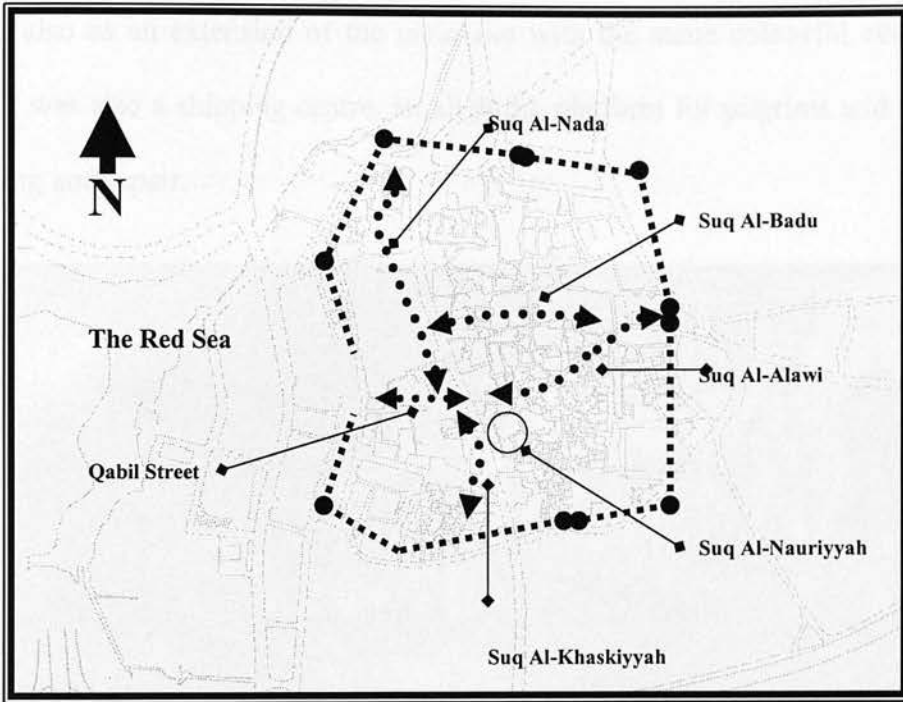 Suq Al-Nada
N
Suq Al-Badu
The Red Sea
Suq Al-Alawi
Qabil Street
Suq Al-Nauriyyah
Suq Al-Khaskiyyah